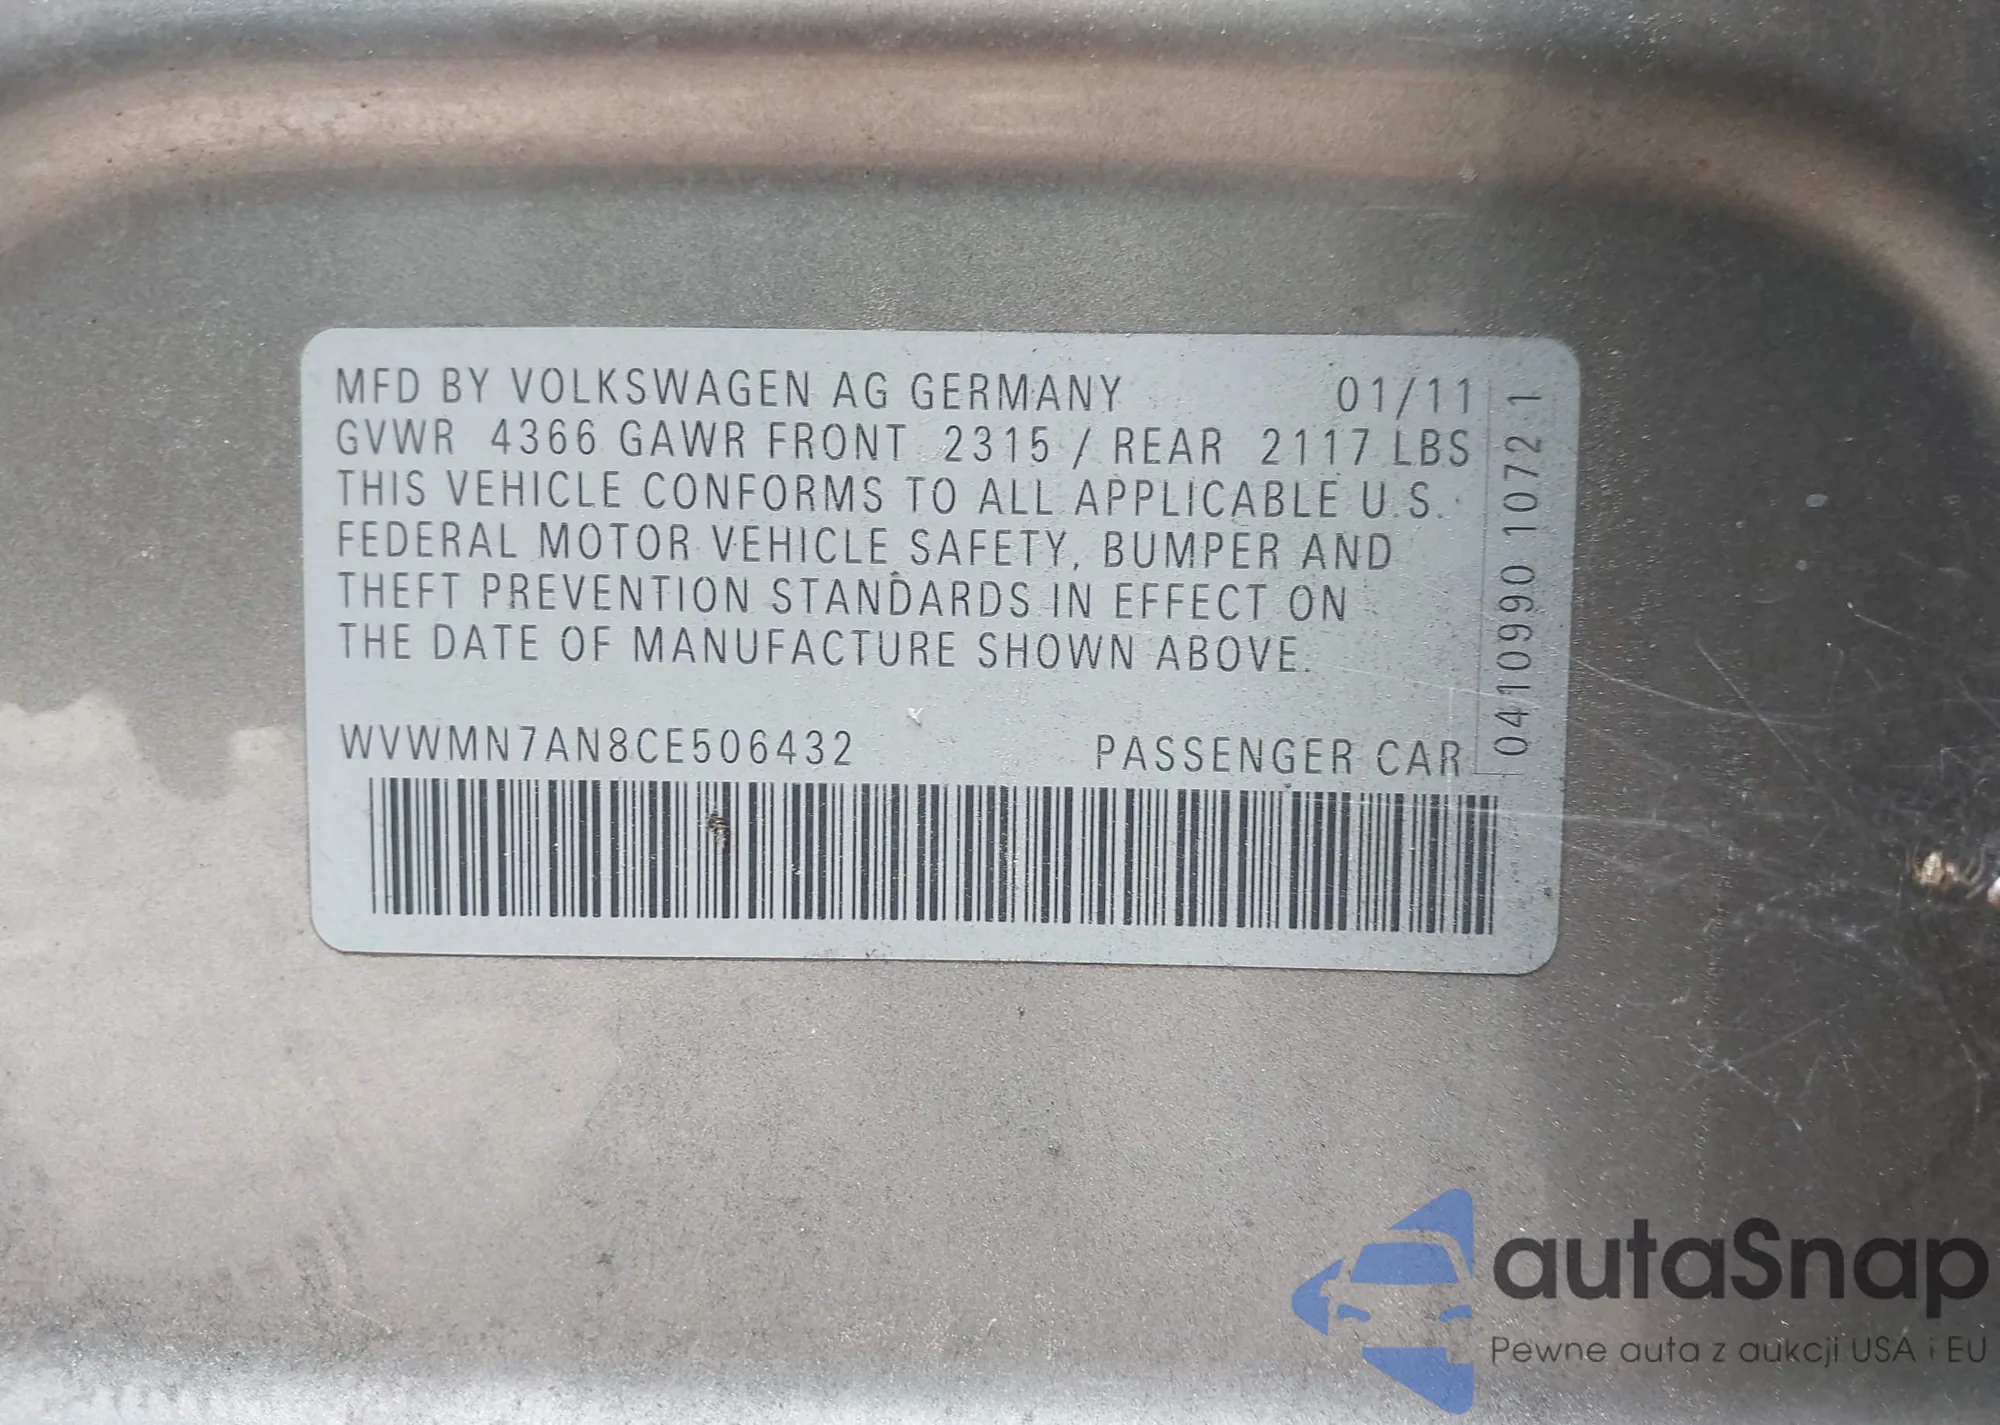 MFD BY VOLKSWAGEN AG GERMANY 01/11
GVWR 4366 GAWR FRONT 2315 / REAR 2117 LBS
THIS VEHICLE CONFORMS TO ALL APPLICABLE U.S.
FEDERAL MOTOR VEHICLE SAFETY, BUMPER AND
THEFT PREVENTION STANDARDS IN EFFECT ON
THE DATE OF MANUFACTURE SHOWN ABOVE.
WVWMN7AN8CE506432 PASSENGER CAR
0410990 1072 1
autaSnap
Pewne auta z aukcji USA i EU